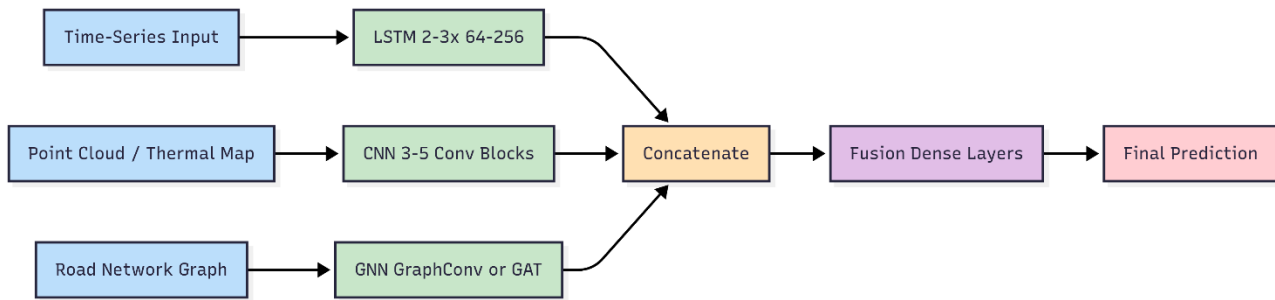 Time-Series Input
LSTM 2-3x 64-256
Point Cloud / Thermal Map
CNN 3-5 Conv Blocks
Concatenate
Fusion Dense Layers
Final Prediction
Road Network Graph
GNN GraphConv or GAT